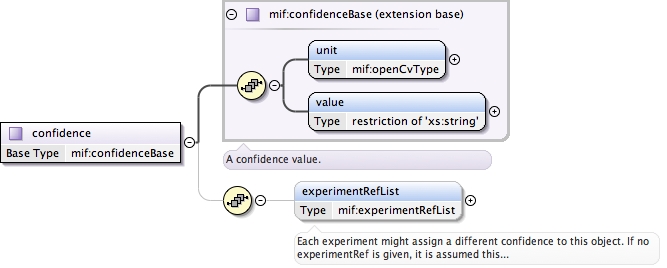 mif:confidenceBase (extension base)
unit
Type mif:openCvType
value
Type restriction of 'xs:string'
A confidence value.
confidence
Base Type mif:confidenceBase
experimentRefList
Type mif:experimentRefList
Each experiment might assign a different confidence to this object. If no
experimentRef is given, it is assumed this...